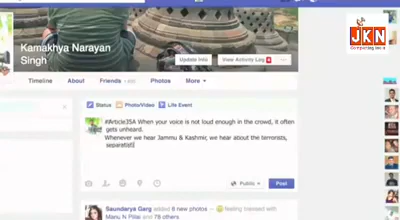 JKN
Kamakhya Narayan
Singh
Update Info
View Activity Log
Timeline
About
Friends
Photos
More
Status
Photo/Video
Life Event
#Article35A When your voice is not loud enough in the crowd, it often
gets unheard.
Whenever we hear Jammu & Kashmir, we hear about the terrorists,
separatist
Public
Post
Saundarya Garg added 8 new photos — feeling blessed with
Manu N Pillai and 78 others